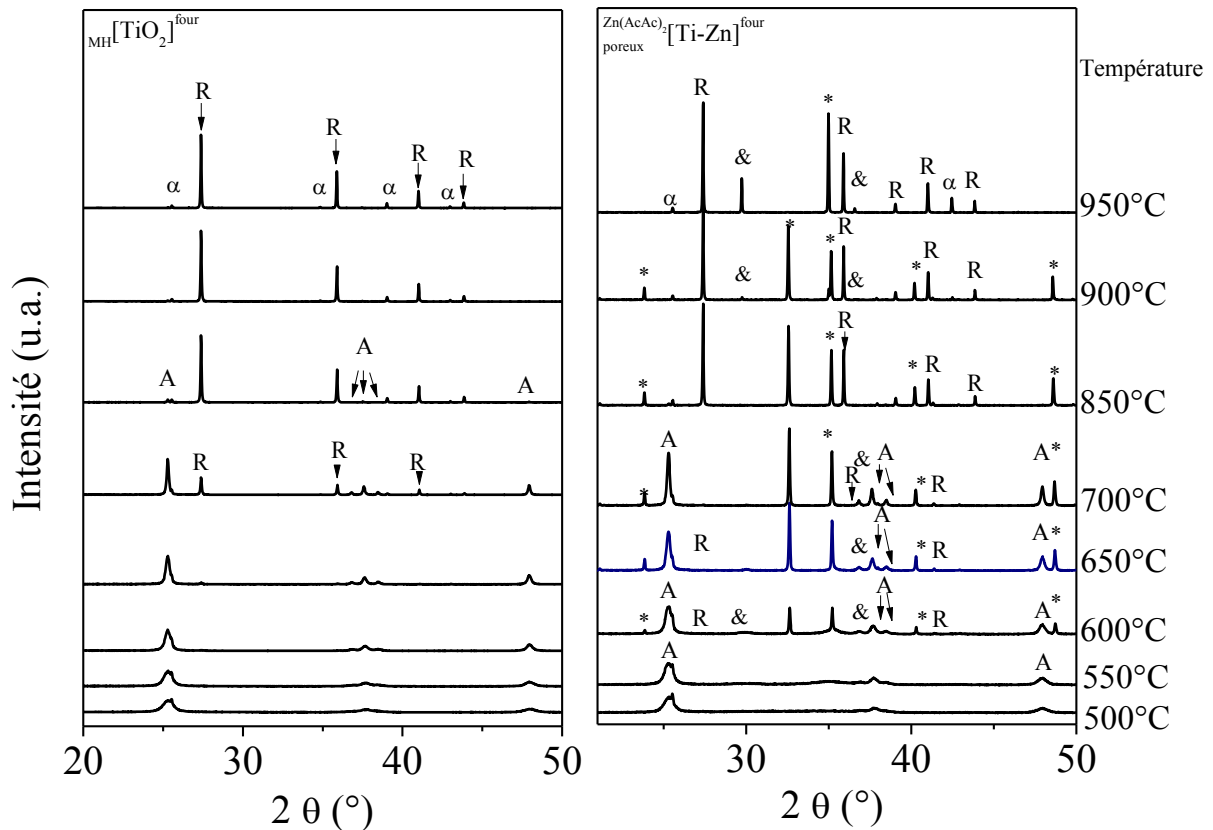 MH[TiO2]four
R
R
R
R
α
α
α
α
A
A
A
R
R
R
Intensité (u.a.)
20
30
40
50
2 θ (°)
Zn(AcAc)2
poreux
[Ti-Zn]four
Température
R
*
R
&
&
R
R
α
R
α
950°C
*
*
*
R
&
&
*
R
R
*
900°C
*
*
R
*
R
R
*
850°C
A
*
*
R
&
A
*
R
A
*
700°C
A
R
&
A
*
R
A
*
650°C
*
A
R
&
&
A
*
R
A
*
600°C
A
A
550°C
500°C
30
40
50
2 θ (°)